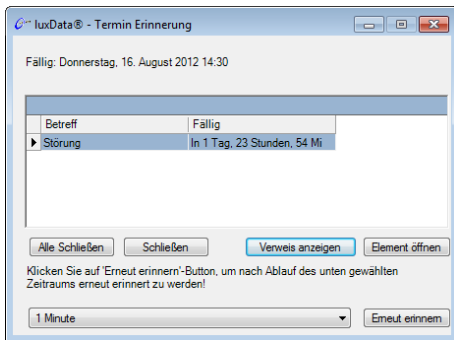 luxData® - Termin Erinnerung
Fällig: Donnerstag, 16. August 2012 14:30
Betreff Fällig
Störung In 1 Tag, 23 Stunden, 54 Mi
Alle Schließen Schließen Verweis anzeigen Element öffnen
Klicken Sie auf 'Erneut erinnern'-Button, um nach Ablauf des unten gewählten
Zeitraums erneut erinnert zu werden!
1 Minute Erneut erinnern